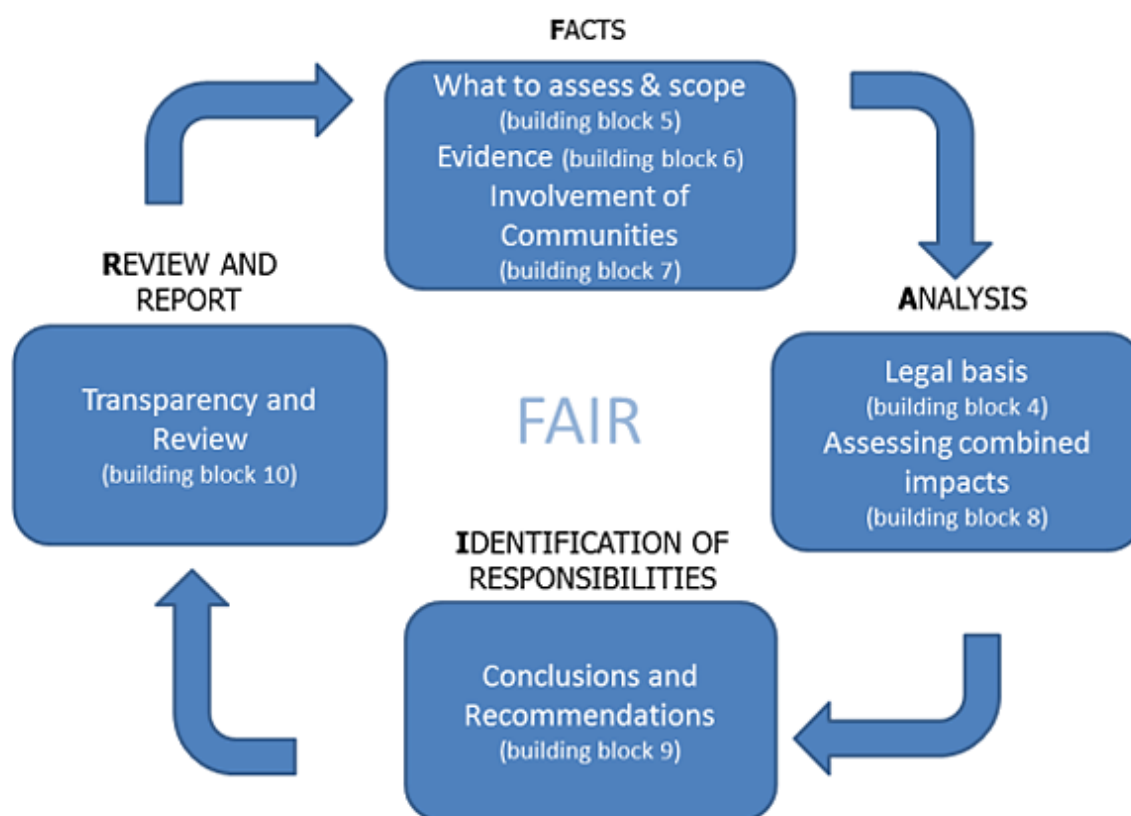 FACTS
What to assess & scope
(building block 5)
Evidence (building block 6)
Involvement of
Communities
(building block 7)
ANALYSIS
Legal basis
(building block 4)
Assessing combined
impacts
(building block 8)
IDENTIFICATION OF
RESPONSIBILITIES
Conclusions and
Recommendations
(building block 9)
REVIEW AND
REPORT
Transparency and
Review
(building block 10)
FAIR